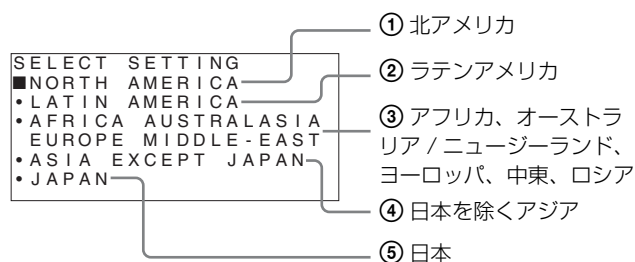 SELECT SETTING
■NORTH AMERICA
•LATIN AMERICA
•AFRICA AUSTRALASIA
EUROPE MIDDLE-EAST
•ASIA EXCEPT JAPAN
•JAPAN
① 北アメリカ
② ラテンアメリカ
③ アフリカ、オーストラ
リア / ニュージーランド、
ヨーロッパ、中東、ロシア
④ 日本を除くアジア
⑤ 日本